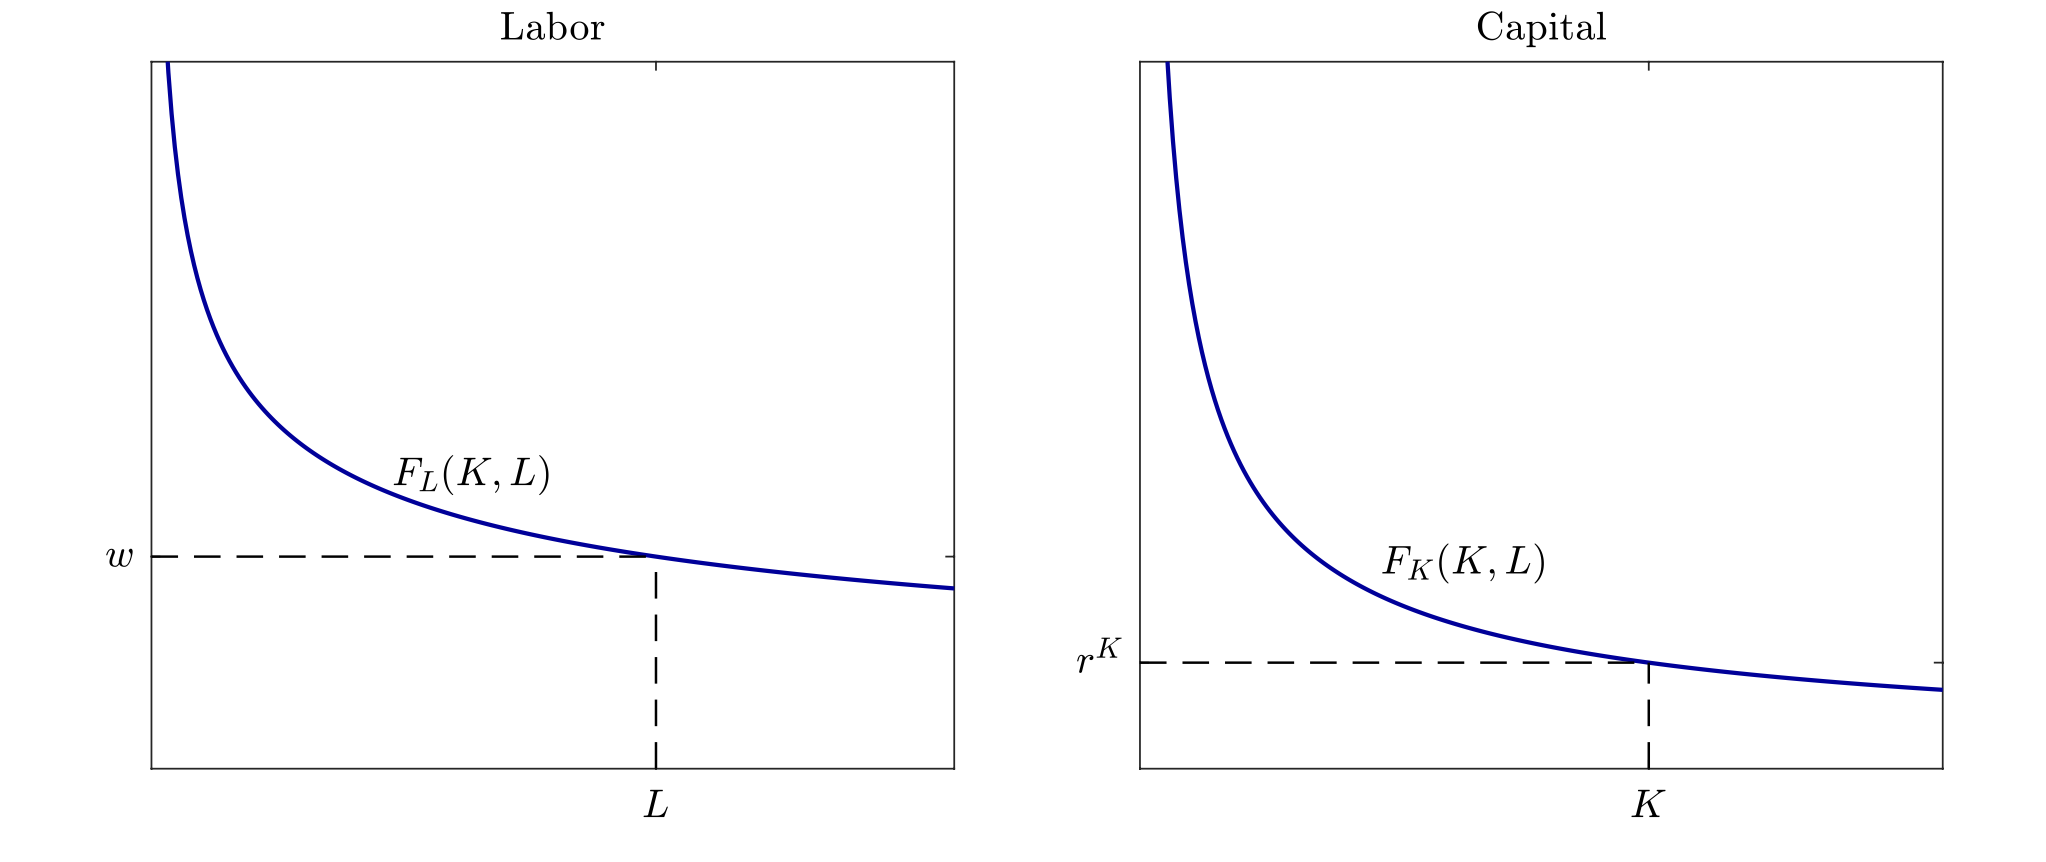 Labor
F_L(K, L)
w
L
Capital
F_K(K, L)
r^K
K